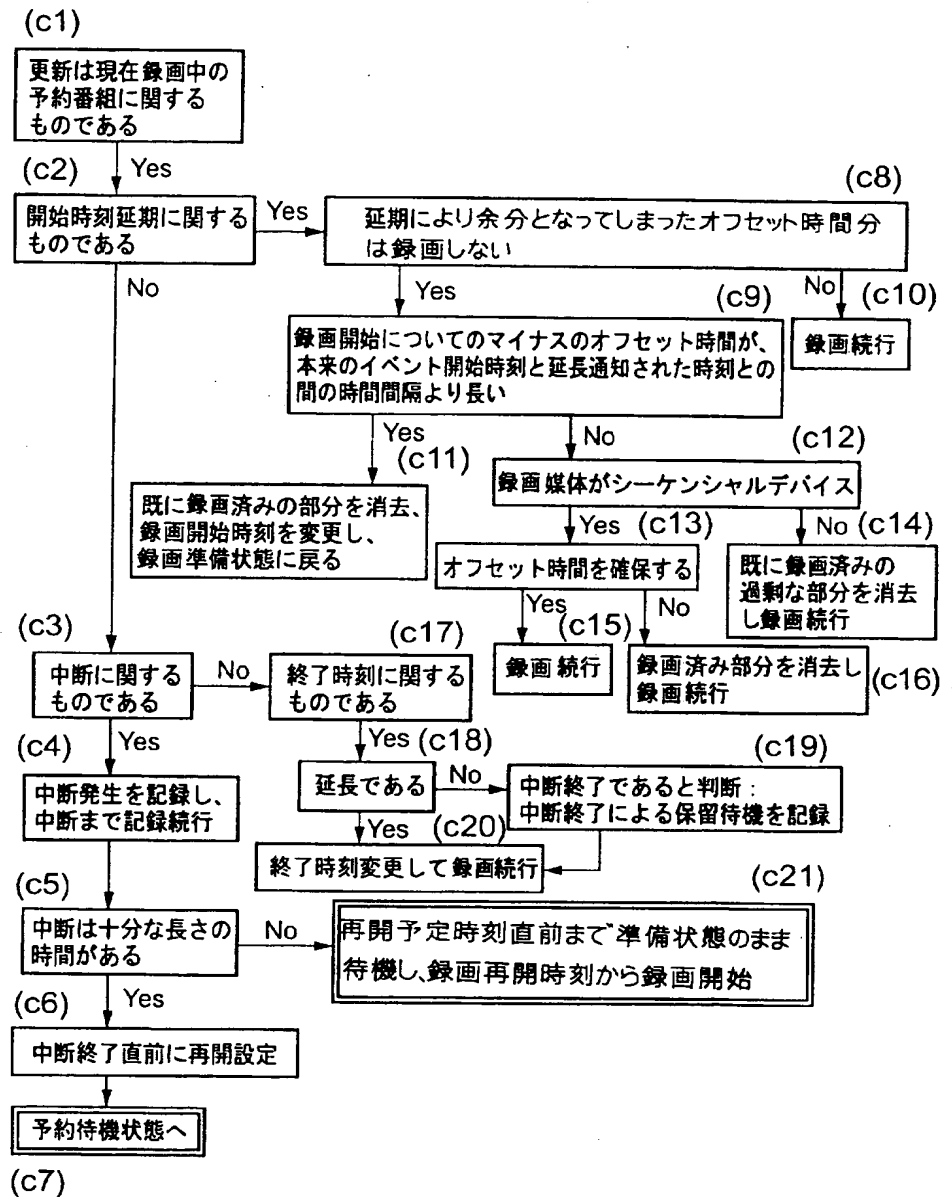 (c1)
更新は現在録画中の
予約番組に関する
ものである
Yes
(c2)
開始時刻延期に関する
ものである
Yes
No
(c8)
延期により余分となってしまったオフセット時間分
は録画しない
Yes
No
(c10)
録画続行
(c9)
録画開始についてのマイナスのオフセット時間が、
本来のイベント開始時刻と延長通知された時刻との
間の時間間隔より長い
Yes
No
(c11)
既に録画済みの部分を消去、
録画開始時刻を変更し、
録画準備状態に戻る
(c12)
録画媒体がシーケンシャルデバイス
Yes
No
(c13)
オフセット時間を確保する
(c14)
既に録画済みの
過剰な部分を消去
し録画続行
Yes
No
(c15)
録画続行
録画済み部分を消去し
録画続行
(c16)
(c3)
中断に関する
ものである
No
Yes
(c17)
終了時刻に関する
ものである
Yes
(c18)
延長である
No
Yes
(c19)
中断終了であると判断:
中断終了による保留待機を記録
(c20)
終了時刻変更して録画続行
(c4)
中断発生を記録し、
中断まで記録続行
(c5)
中断は十分な長さの
時間がある
No
Yes
(c21)
再開予定時刻直前まで準備状態のまま
待機し、録画再開時刻から録画開始
(c6)
中断終了直前に再開設定
予約待機状態へ
(c7)